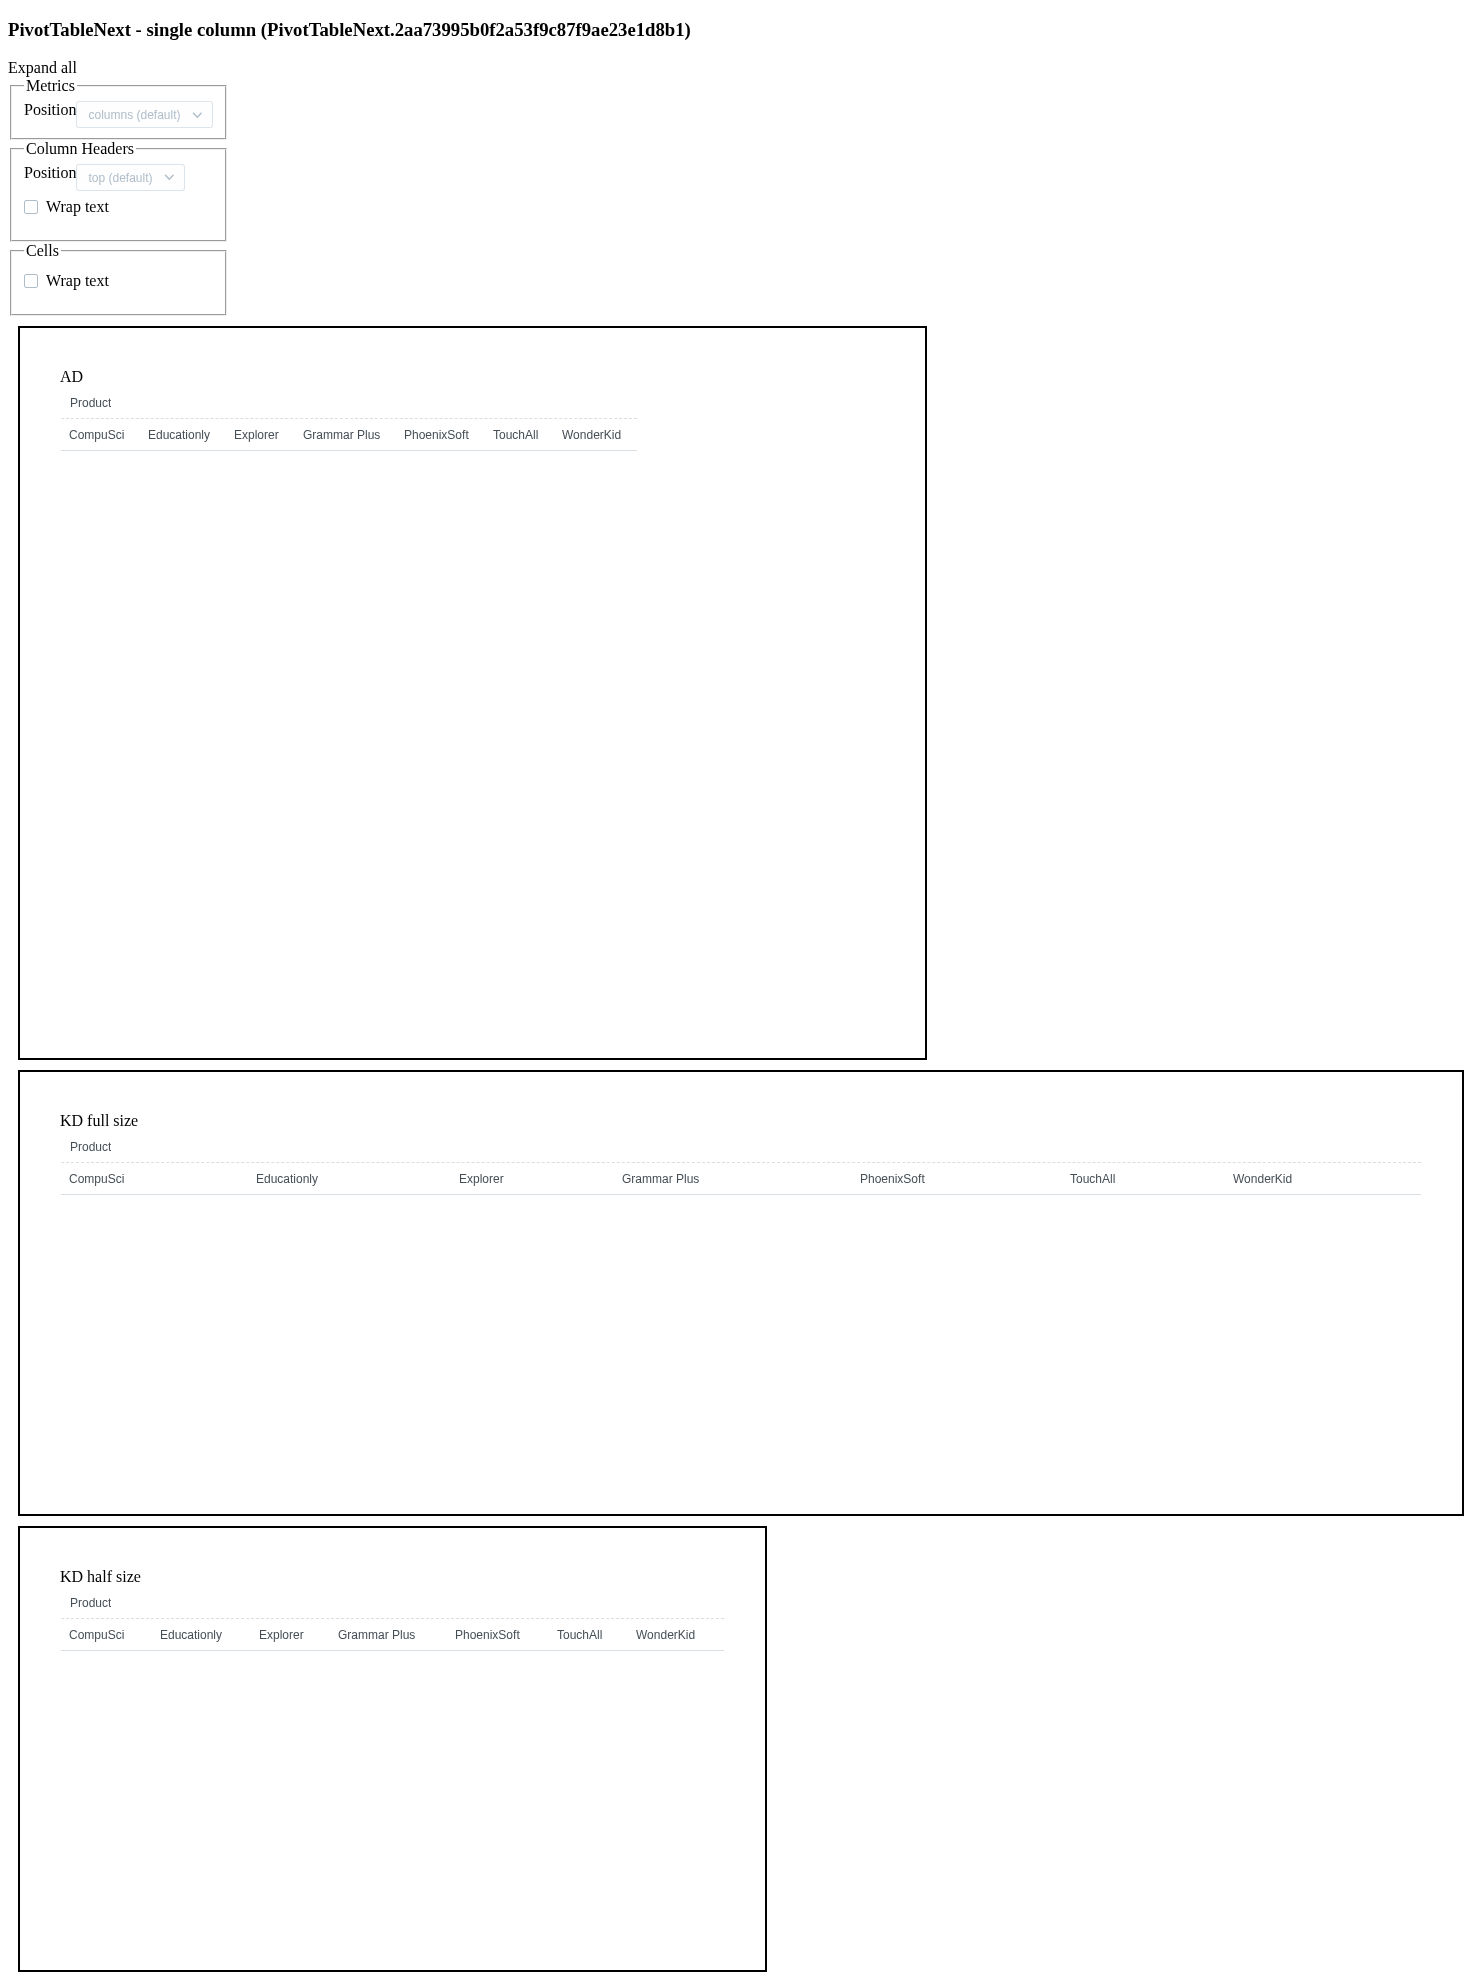 PivotTableNext - single column (PivotTableNext.2aa73995b0f2a53f9c87f9ae23e1d8b1)
Expand all
Metrics
Position columns (default)
Column Headers
Position top (default)
Wrap text
Cells
Wrap text
AD
Product
CompuSci Educationly Explorer Grammar Plus PhoenixSoft TouchAll WonderKid
KD full size
Product
CompuSci Educationly Explorer Grammar Plus PhoenixSoft TouchAll WonderKid
KD half size
Product
CompuSci Educationly Explorer Grammar Plus PhoenixSoft TouchAll WonderKid